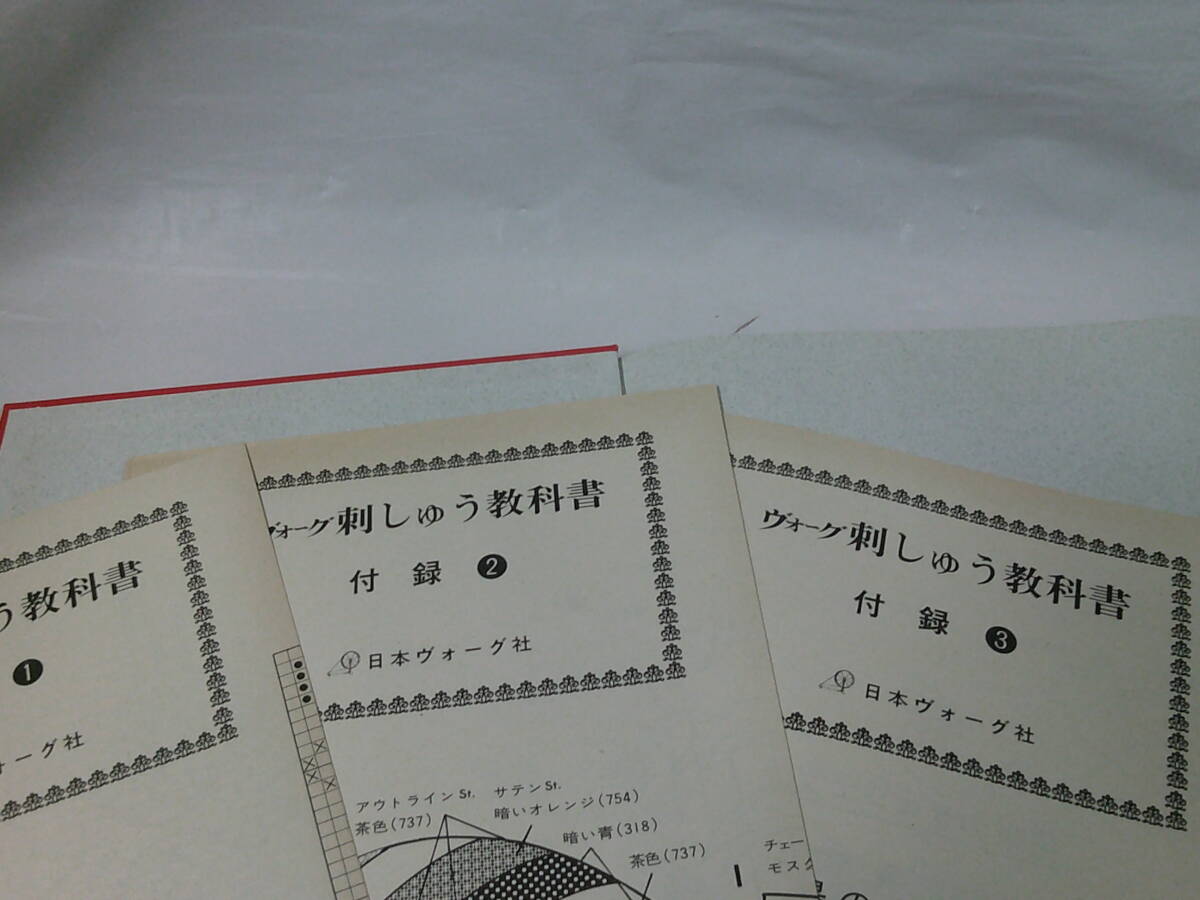 う教科書
❶
ォーグ社
ヴォーグ刺しゅう教科書
付録 ❷
日本ヴォーグ社
アウトラインSt.
茶色(737)
サテンSt.
暗いオレンジ(754)
暗い青(318)
茶色(737)
ヴォーグ刺しゅう教科書
付録 ❸
日本ヴォーグ社
チェー
モス